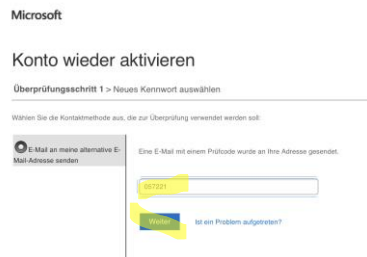 Microsoft
Konto wieder aktivieren
Überprüfungsschritt 1 > Neues Kennwort auswählen
Wählen Sie die Kontaktmethode aus, die zur Überprüfung verwendet werden soll:
E-Mail an meine alternative E-
Mail-Adresse senden
Eine E-Mail mit einem Prüfcode wurde an Ihre Adresse gesendet.
557221
Weiter
Ist ein Problem aufgetreten?